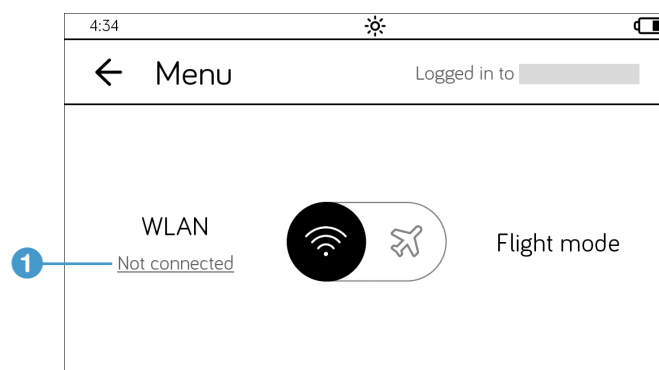 4:34
Menu
Logged in to
WLAN
Flight mode
1
Not connected